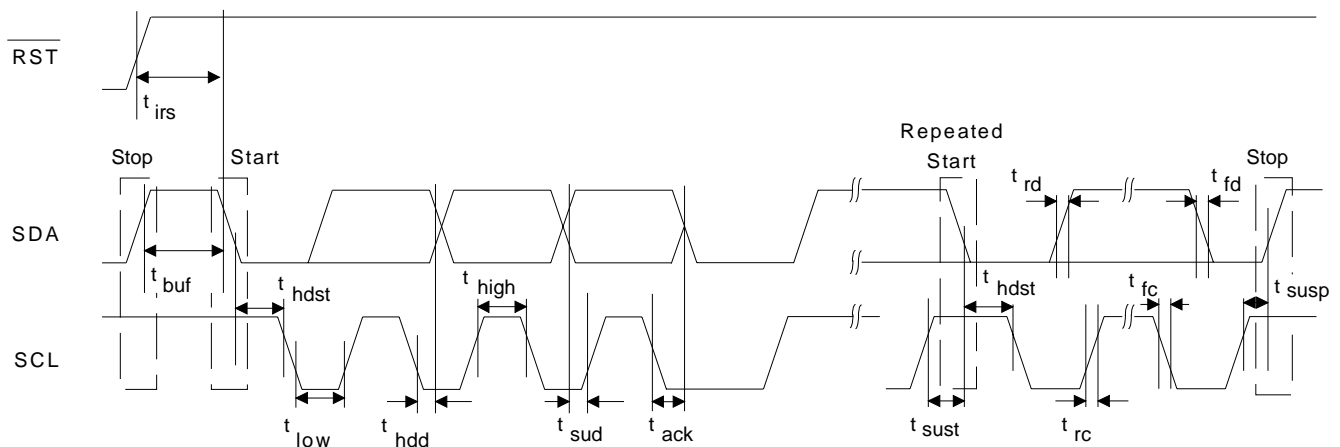 RST
t irs
Repeated
Stop Start Start Stop
t rd t fd
SDA
t buf t hdst t high t hdst t fc t susp
SCL
t low t hdd t sud t ack t sust t rc